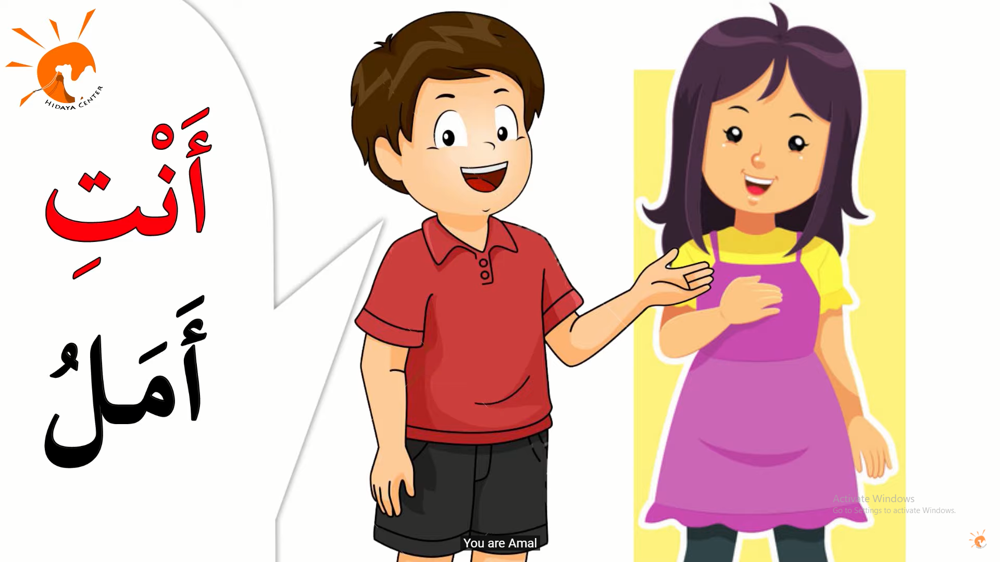 HIDAYA CENTER
أَنْتِ
أَمَلُ
Activate Windows
Go to Settings to activate Windows.
You are Amal